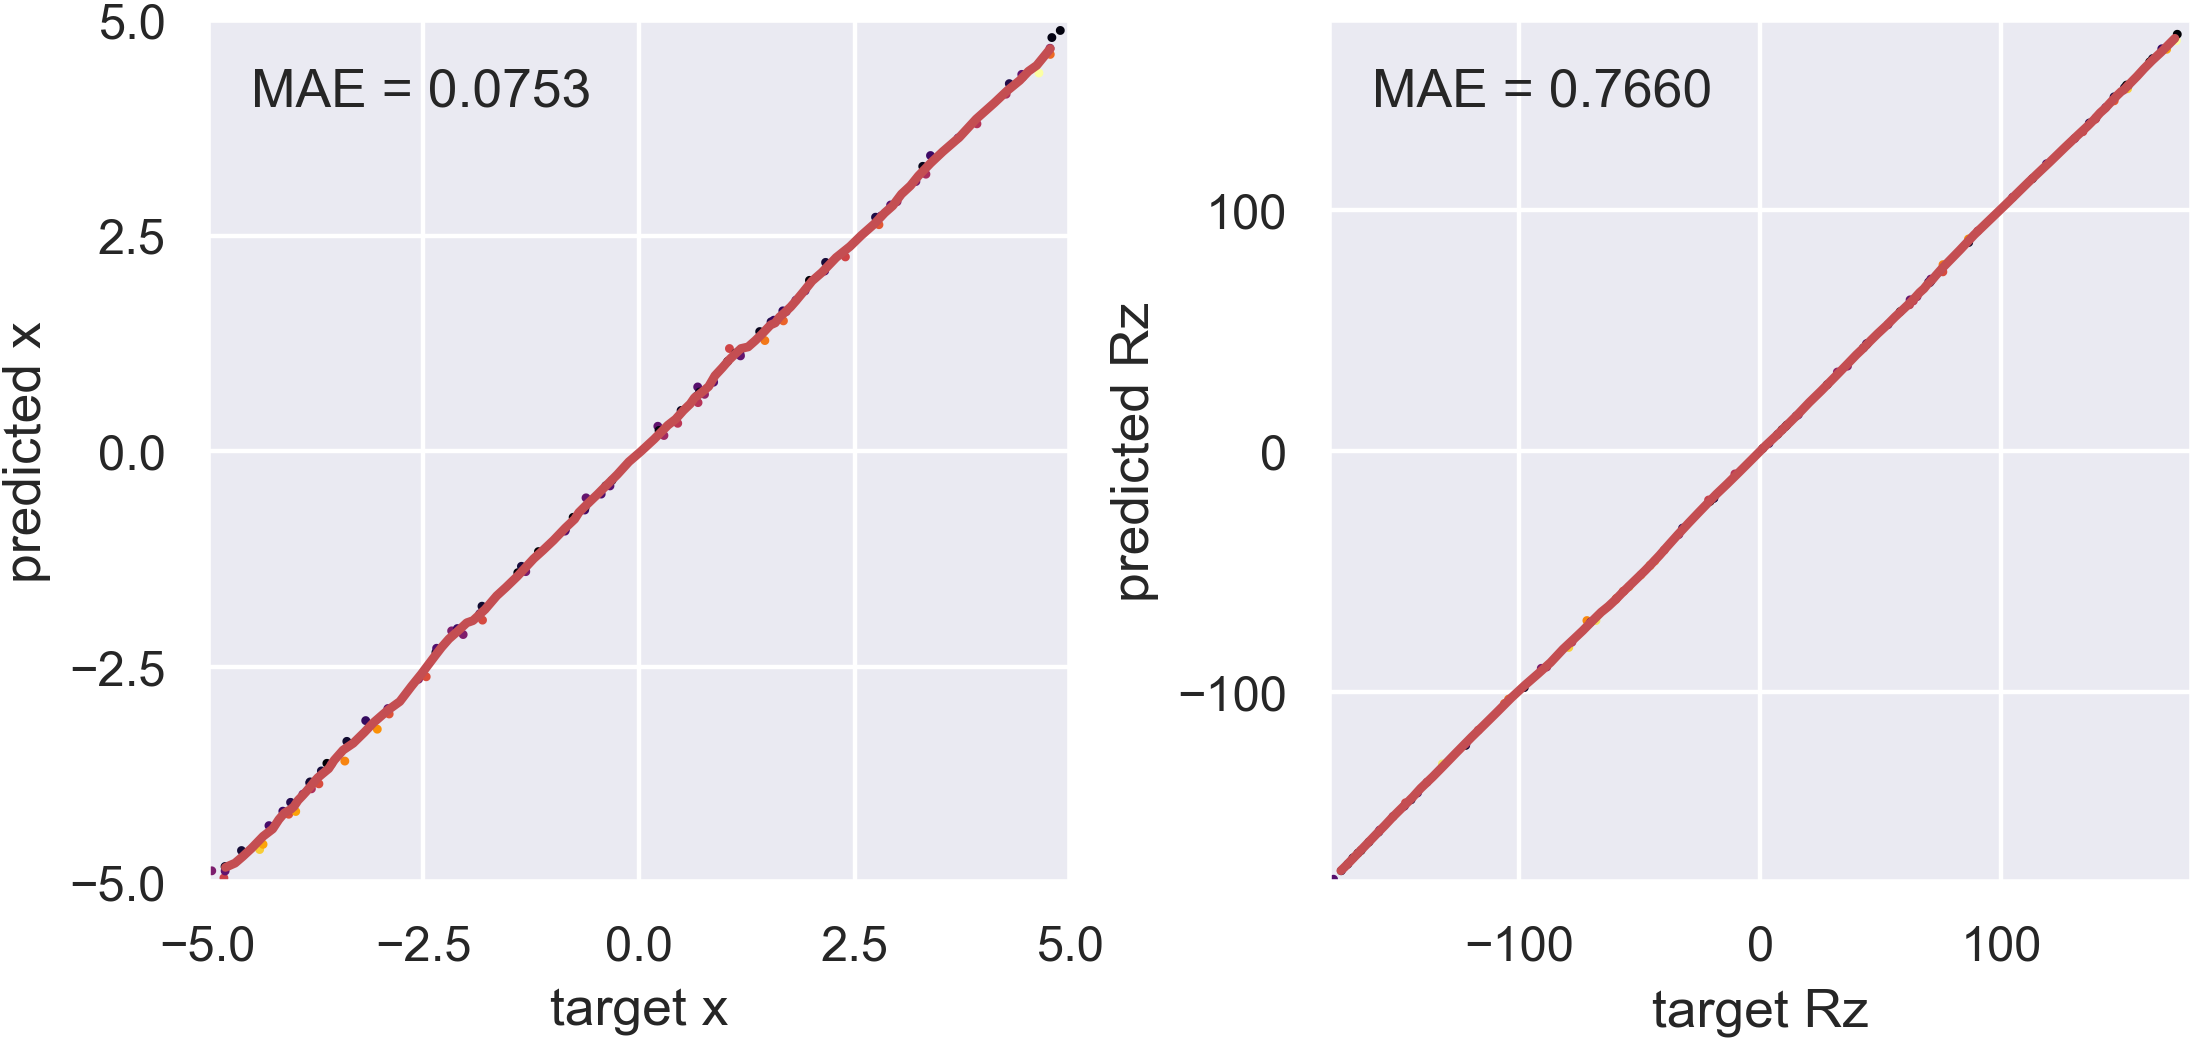 5.0
2.5
0.0
−2.5
−5.0
predicted x
MAE = 0.0753
−5.0 −2.5 0.0 2.5 5.0
target x
100
0
−100
predicted Rz
MAE = 0.7660
−100 0 100
target Rz